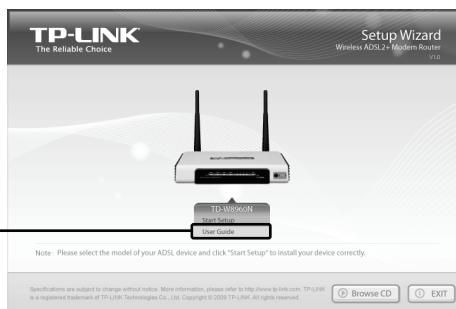 TP-LINK
The Reliable Choice
Setup Wizard
Wireless ADSL2+ Modem Router
V1.0
TD-W8960N
Start Setup
User Guide
Note : Please select the model of your ADSL device and click "Start Setup" to install your device correctly.
Specifications are subject to change without notice. More information, please refer to http://www.tp-link.com, TP-LINK
is a registered trademark of TP-LINK Technologies Co., Ltd. Copyright © 2009 TP-LINK. All rights reserved.
Browse CD
EXIT